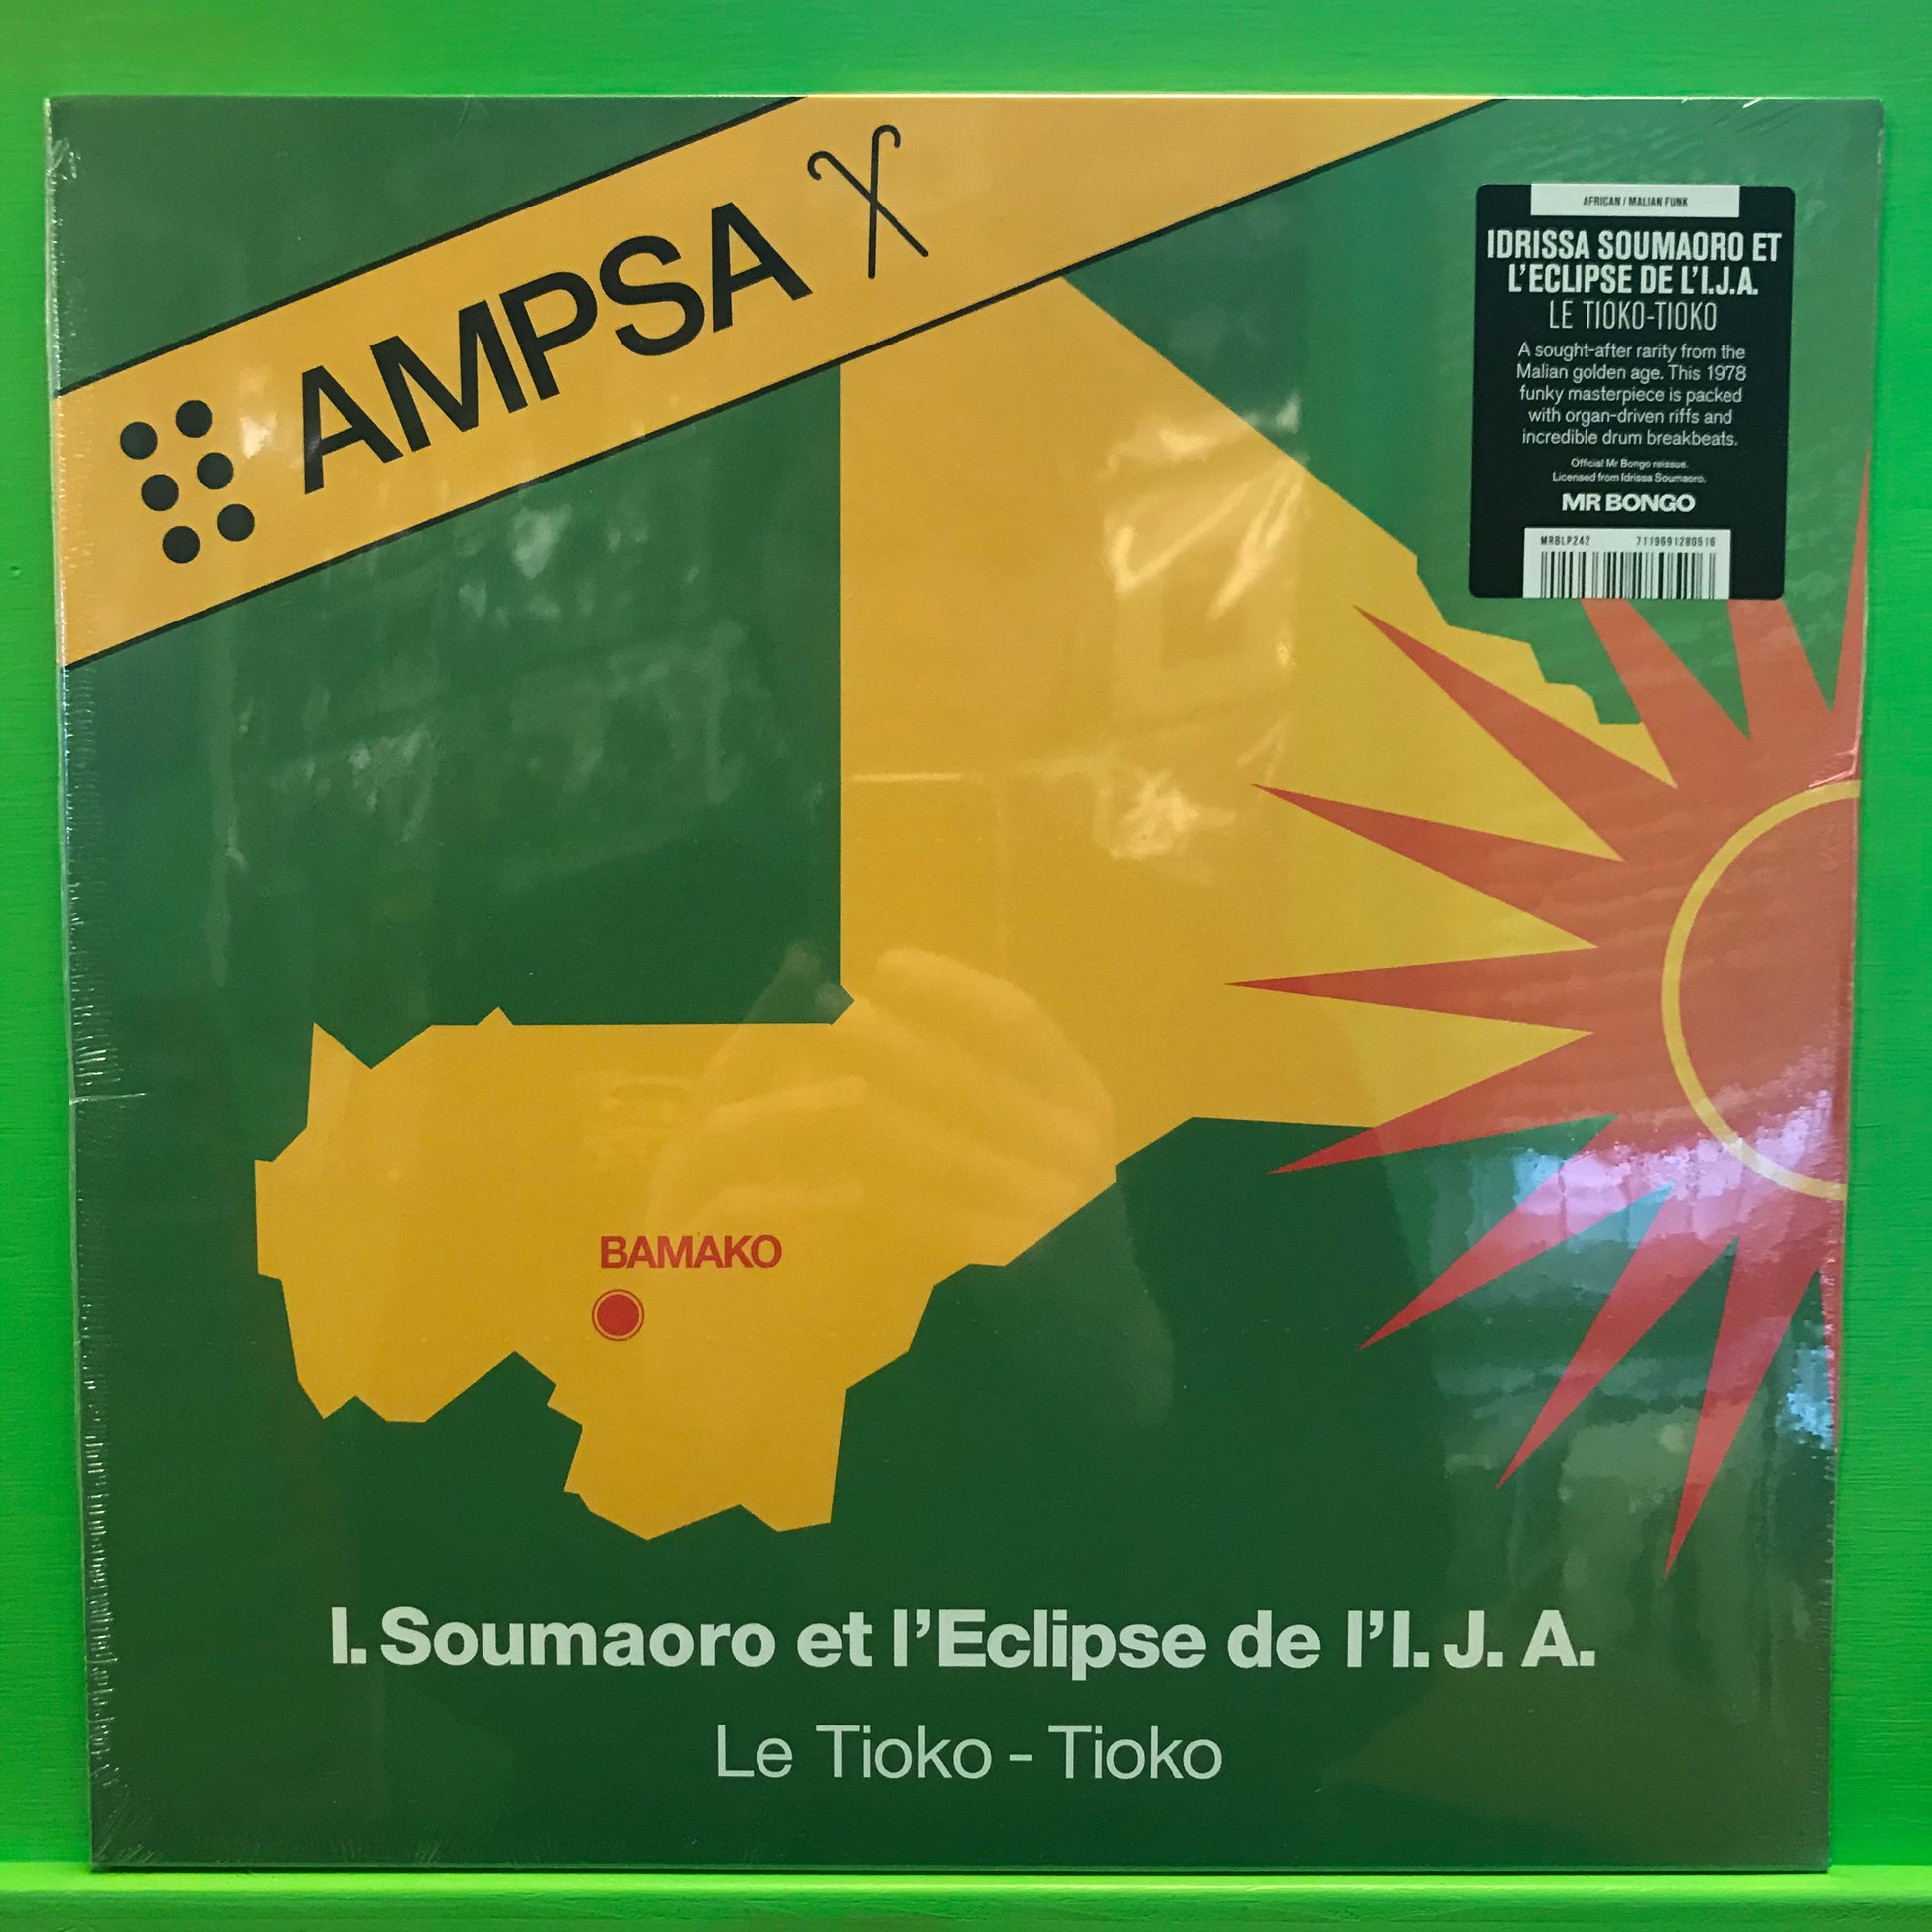 AMPSA
AFRICAN / MALIAN FUNK
IDRISSA SOUMAORO ET
L'ECLIPSE DE L'I.J.A.
LE TIOKO-TIOKO
A sought-after rarity from the
Malian golden age. This 1978
funky masterpiece is packed
with organ-driven riffs and
incredible drum breakbeats.
Official Mr Bongo reissue.
Licensed from Idrissa Soumaoro.
MR BONGO
MRBLP242 7119691280516
BAMAKO
I. Soumaoro et l'Eclipse de l'I. J. A.
Le Tioko - Tioko